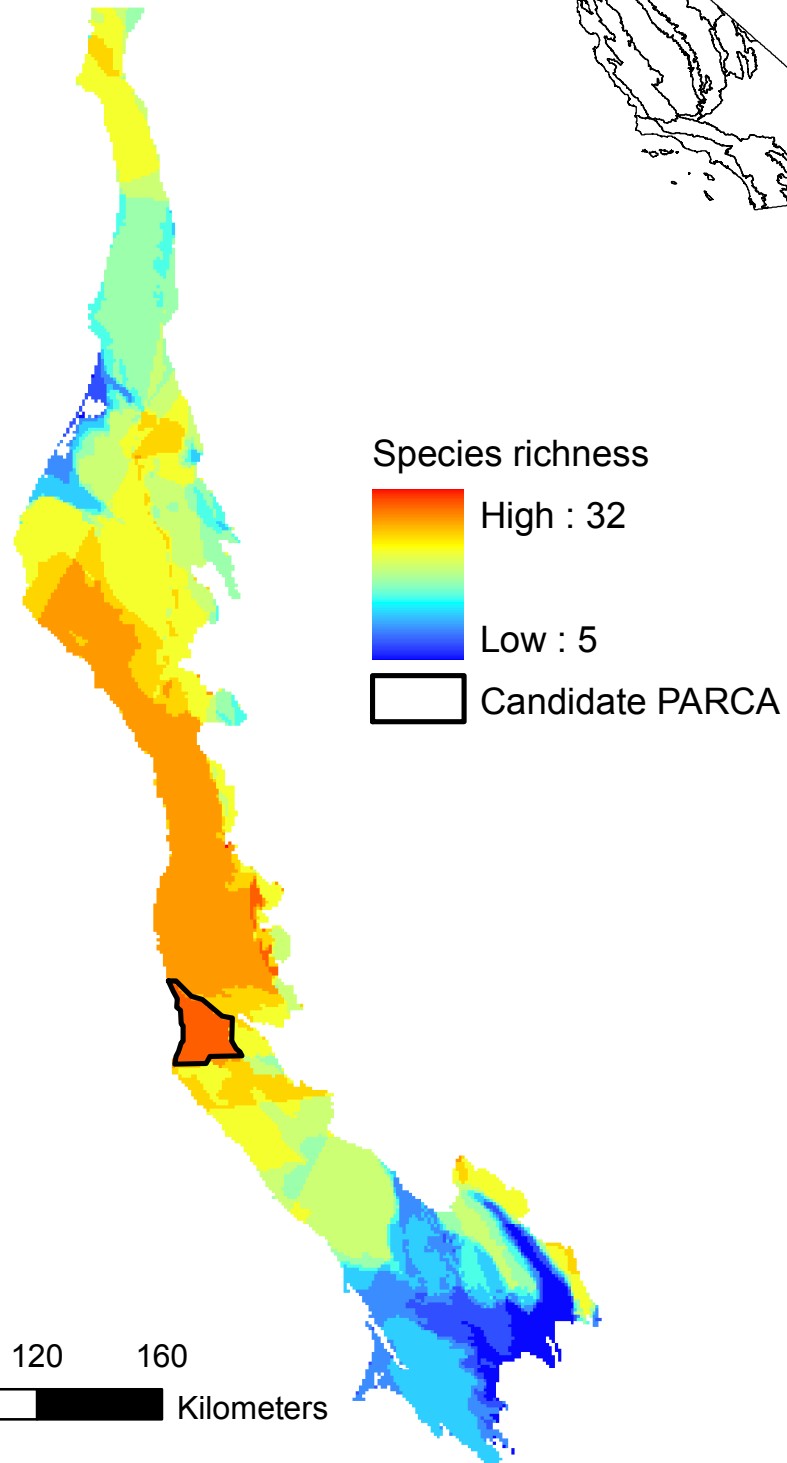 Species richness
High : 32
Low : 5
Candidate PARCA
120 160
Kilometers